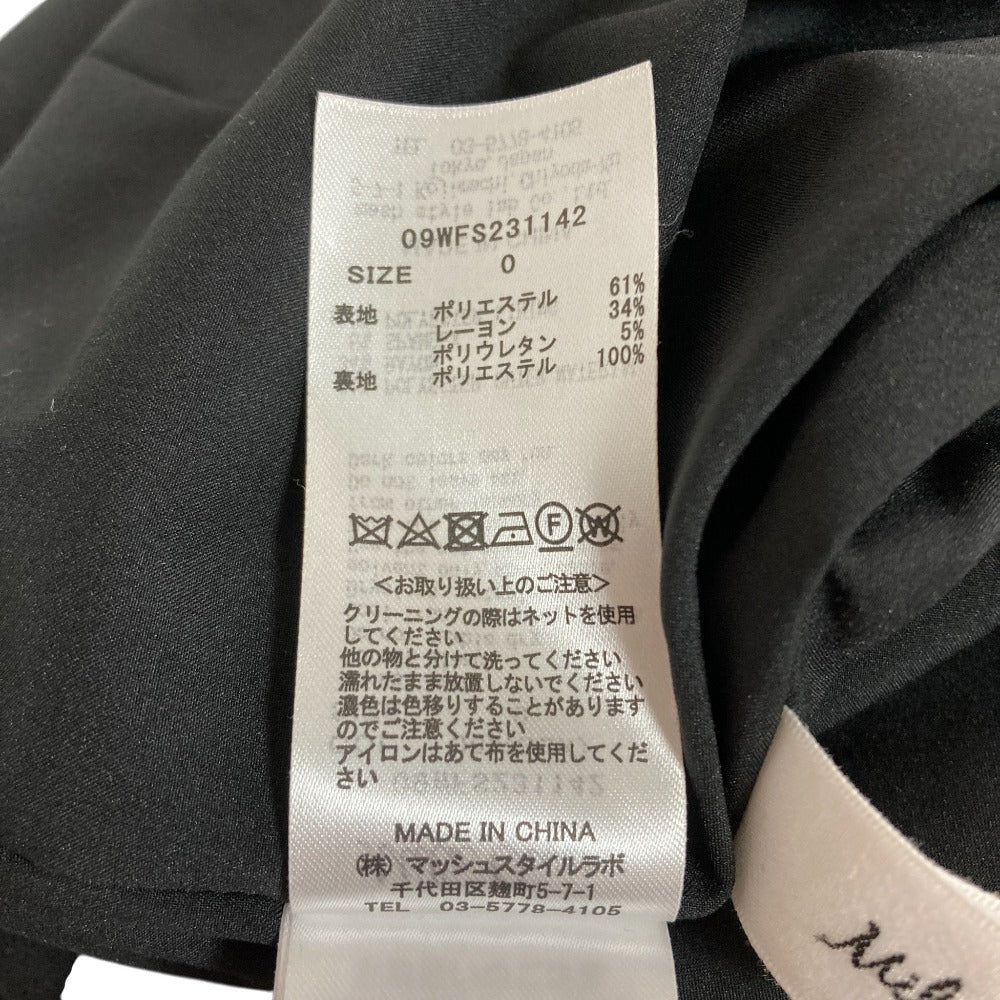 09WFS231142
SIZE 0
表地 ポリエステル 61%
レーヨン 34%
ポリウレタン 5%
裏地 ポリエステル 100%
F W
<お取り扱い上のご注意>
クリーニングの際はネットを使用
してください
他の物と分けて洗ってください
濡れたまま放置しないでください
濃色は色移りすることがあります
のでご注意ください
アイロンはあて布を使用してくだ
さい
MADE IN CHINA
(株) マッシュスタイルラボ
千代田区麹町5-7-1
TEL 03-5778-4105